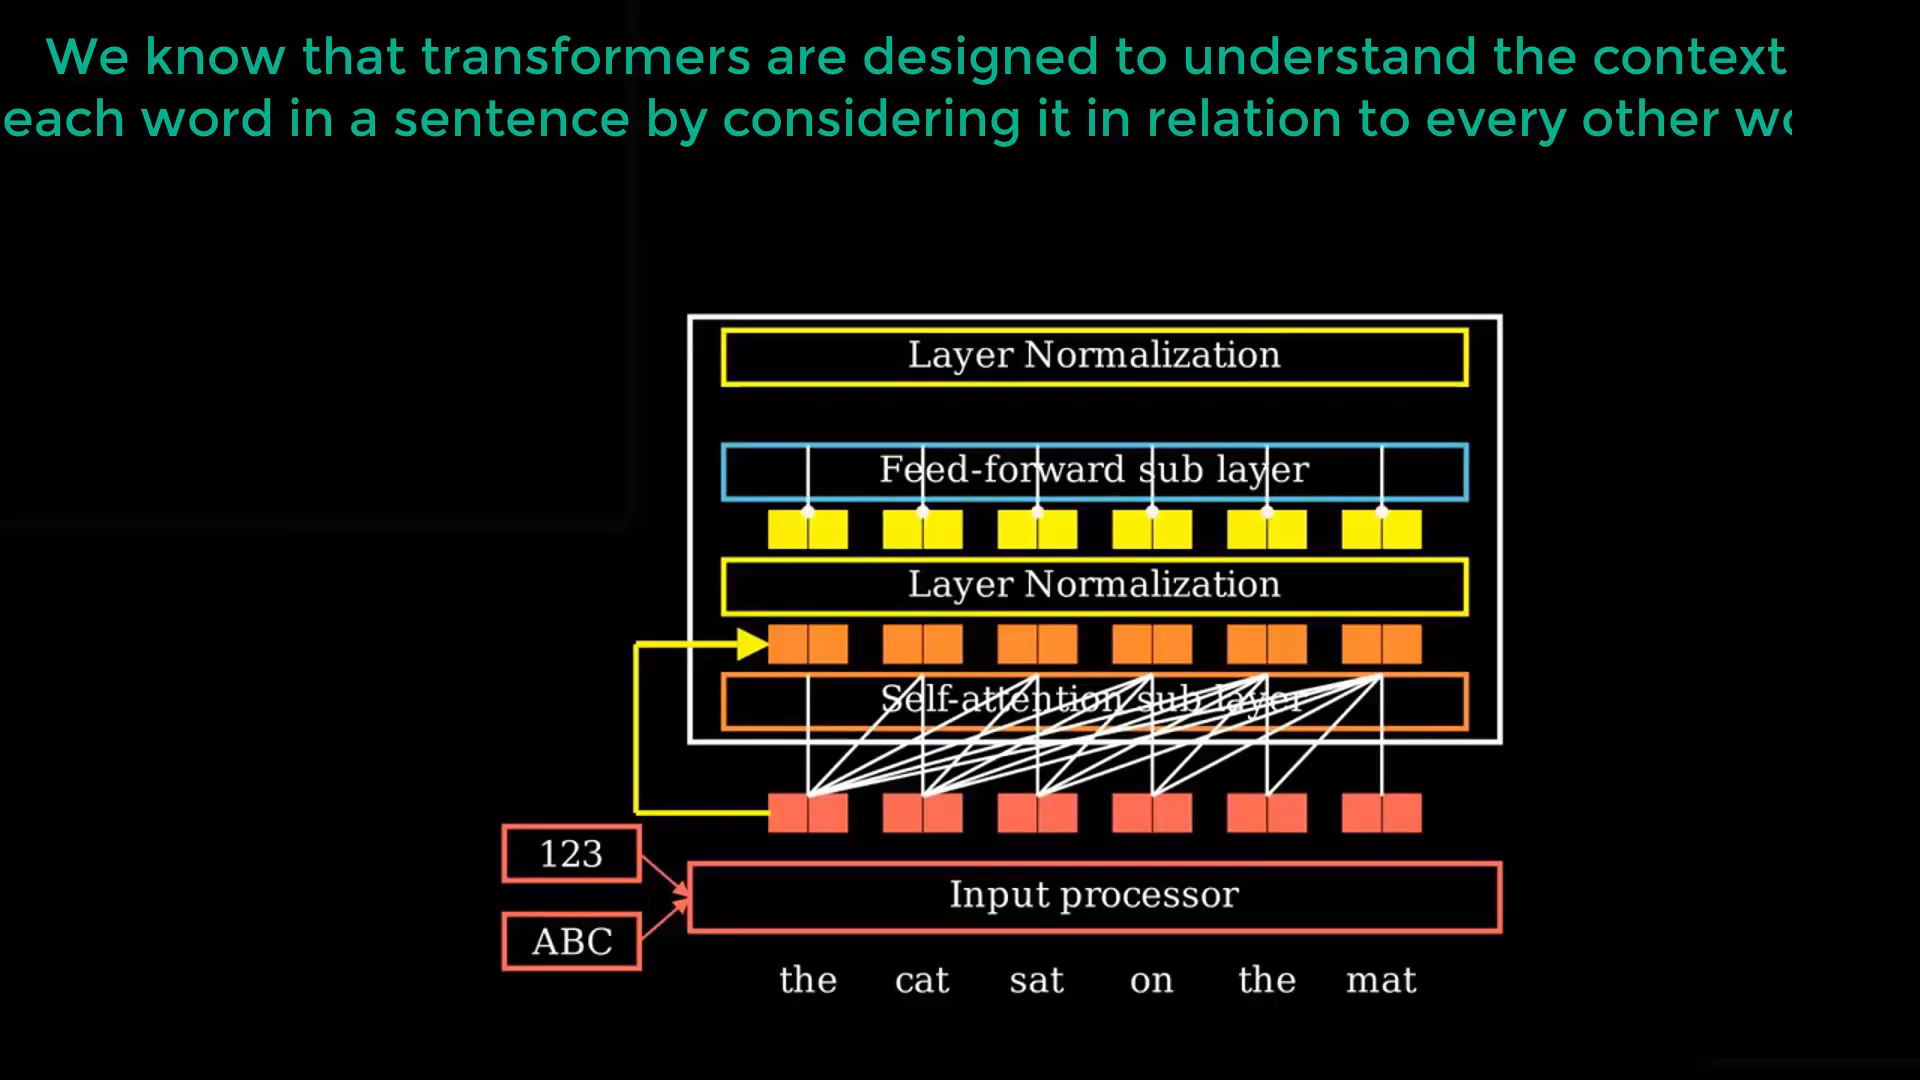 We know that transformers are designed to understand the context
each word in a sentence by considering it in relation to every other
Layer Normalization
Feed-forward sub layer
Layer Normalization
Self-attention sub layer
123
Input processor
ABC
the cat sat on the mat